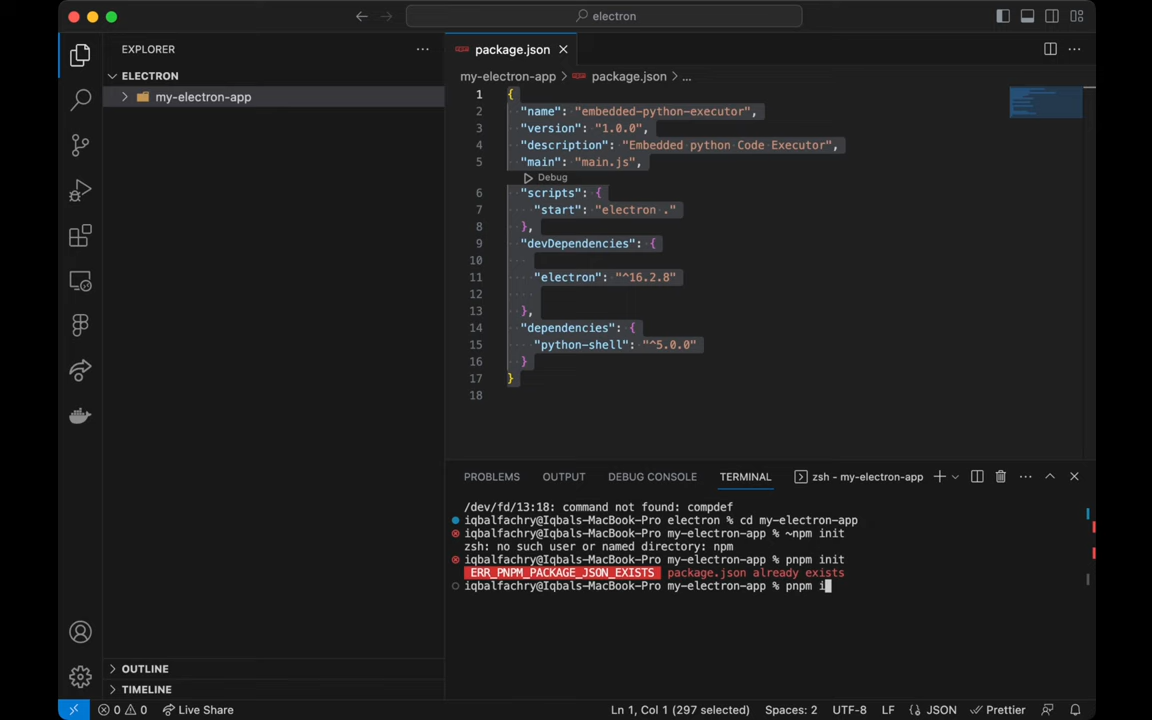 electron
EXPLORER
ELECTRON
my-electron-app
OUTLINE
TIMELINE
package.json
my-electron-app > package.json > ...
1 {
2 "name": "embedded-python-executor",
3 "version": "1.0.0",
4 "description": "Embedded python Code Executor",
5 "main": "main.js",
Debug
6 "scripts": {
7 "start": "electron ."
8 },
9 "devDependencies": {
10
11 "electron": "^16.2.8"
12
13 },
14 "dependencies": {
15 "python-shell": "^5.0.0"
16 }
17 }
18
PROBLEMS OUTPUT DEBUG CONSOLE TERMINAL zsh - my-electron-app
/dev/fd/13:18: command not found: compdef
iqbalfachry@Iqbals-MacBook-Pro electron % cd my-electron-app
iqbalfachry@Iqbals-MacBook-Pro my-electron-app % ~npm init
zsh: no such user or named directory: npm
iqbalfachry@Iqbals-MacBook-Pro my-electron-app % pnpm init
ERR_PNPM_PACKAGE_JSON_EXISTS package.json already exists
iqbalfachry@Iqbals-MacBook-Pro my-electron-app % pnpm i
0 0 Live Share Ln 1, Col 1 (297 selected) Spaces: 2 UTF-8 LF {} JSON Prettier